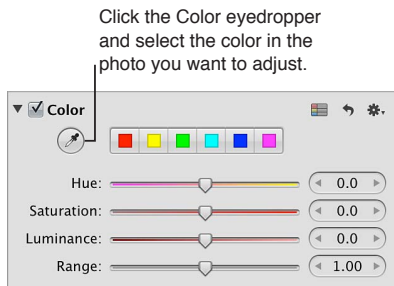 Click the Color eyedropper
and select the color in the
photo you want to adjust.
Color
Hue: 0.0
Saturation: 0.0
Luminance: 0.0
Range: 1.00